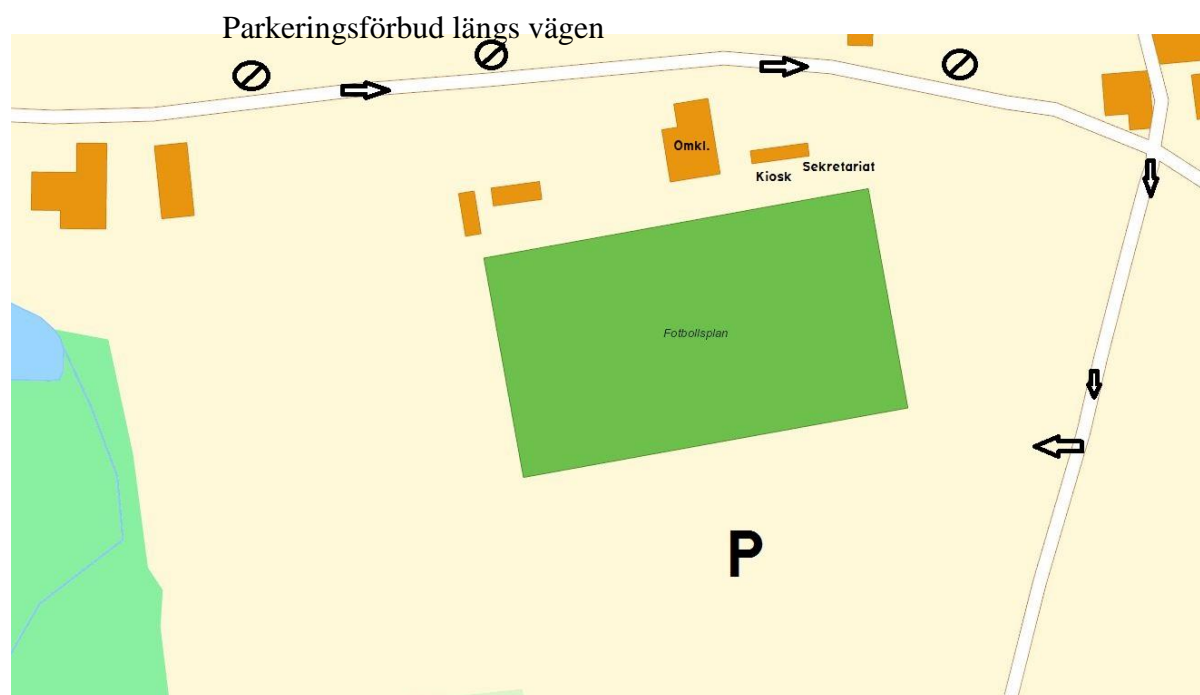 Parkeringsförbud längs vägen
Omkl.
Sekretariat
Kiosk
Fotbollsplan
P